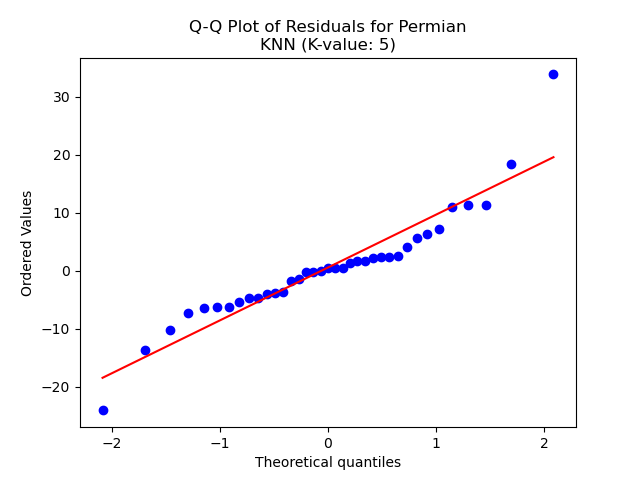 Q-Q Plot of Residuals for Permian
KNN (K-value: 5)
30
20
10
0
−10
−20
Ordered Values
−2
−1
0
1
2
Theoretical quantiles